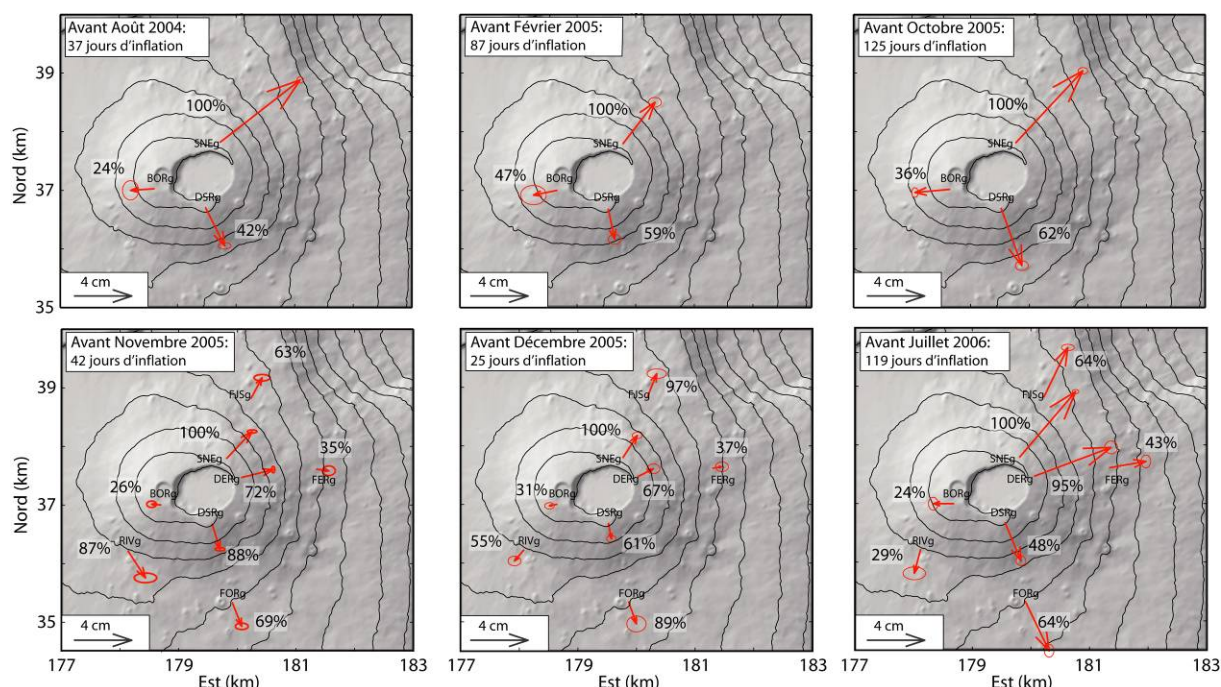 Avant Août 2004:
37 jours d'inflation
100%
SNEg
24%
BORg
DSRg
42%
4 cm
Avant Février 2005:
87 jours d'inflation
100%
SNEg
47%
BORg
DSRg
59%
4 cm
Avant Octobre 2005:
125 jours d'inflation
100%
SNEg
36%
BORg
DSRg
62%
4 cm
39
37
35
Nord (km)
Avant Novembre 2005:
42 jours d'inflation
63%
FJSg
100%
SNEg
35%
DERg
FERg
72%
26%
BORg
DSRg
88%
RIVg
87%
FORg
69%
4 cm
Avant Décembre 2005:
25 jours d'inflation
FJSg
97%
100%
SNEg
37%
DERg
FERg
67%
31%
BORg
DSRg
61%
RIVg
55%
FORg
89%
4 cm
Avant Juillet 2006:
119 jours d'inflation
64%
FJSg
100%
SNEg
43%
DERg
FERg
95%
24%
BORg
DSRg
48%
RIVg
29%
FORg
64%
4 cm
39
37
35
Nord (km)
177 179 181 183
177 179 181 183
177 179 181 183
Est (km)
Est (km)
Est (km)